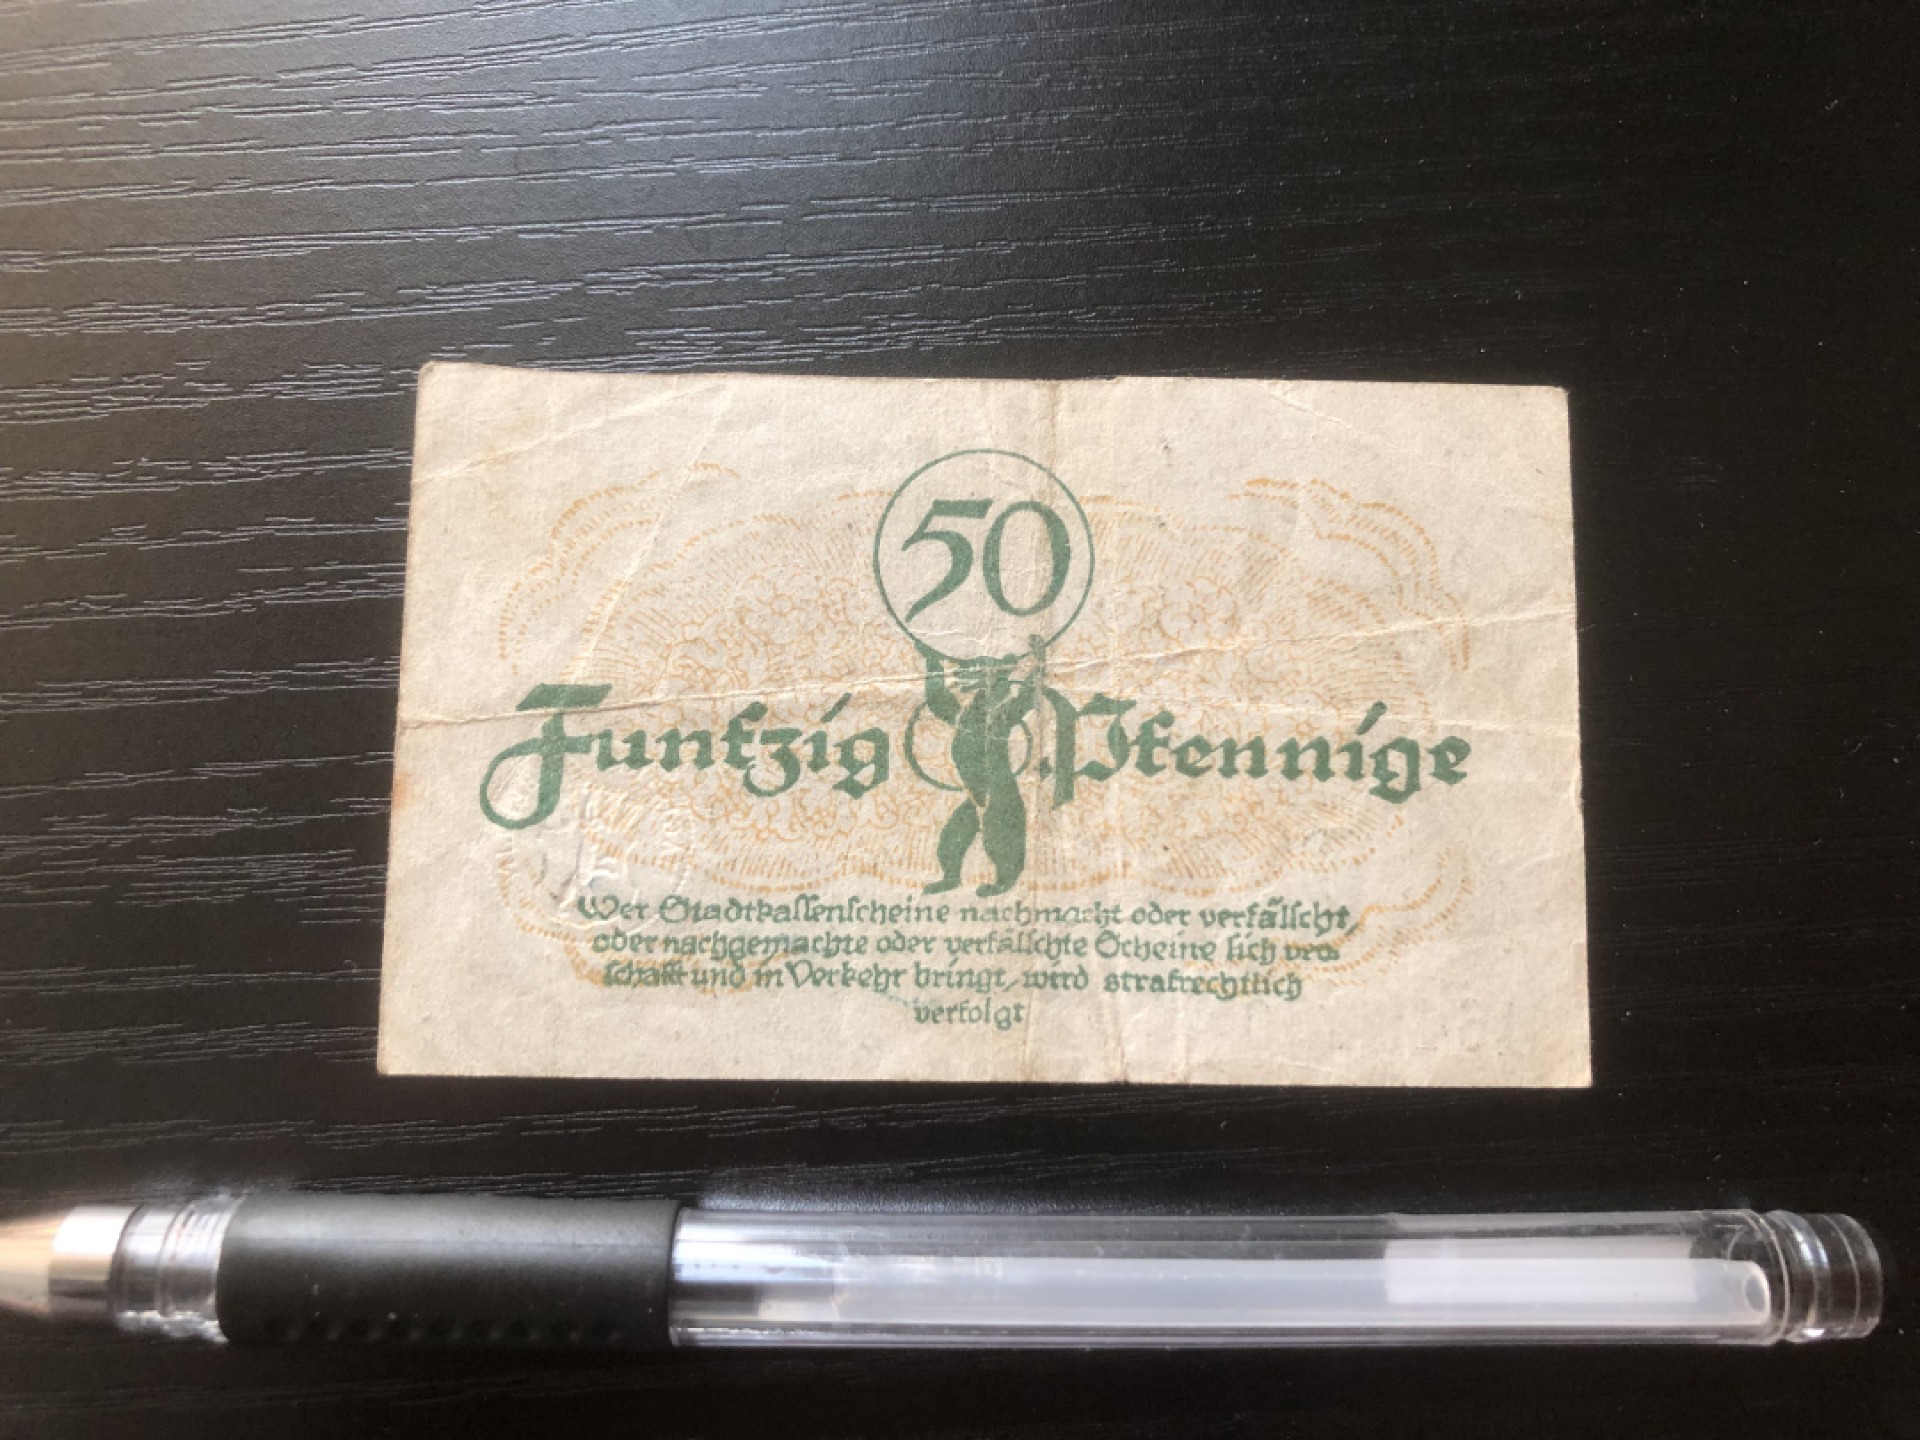 50
Funfzig Pfennige
Wer Stadtkassenscheine nachmacht oder verfälscht,
oder nachgemachte oder verfälschte Scheine sich ver-
schafft und in Verkehr bringt, wird strafrechtlich
verfolgt